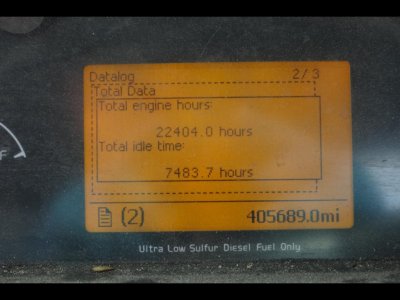 Datalog 2/3
Total Data
Total engine hours:
22404.0 hours
Total idle time:
7483.7 hours
(2) 405689.0mi
Ultra Low Sulfur Diesel Fuel Only
F